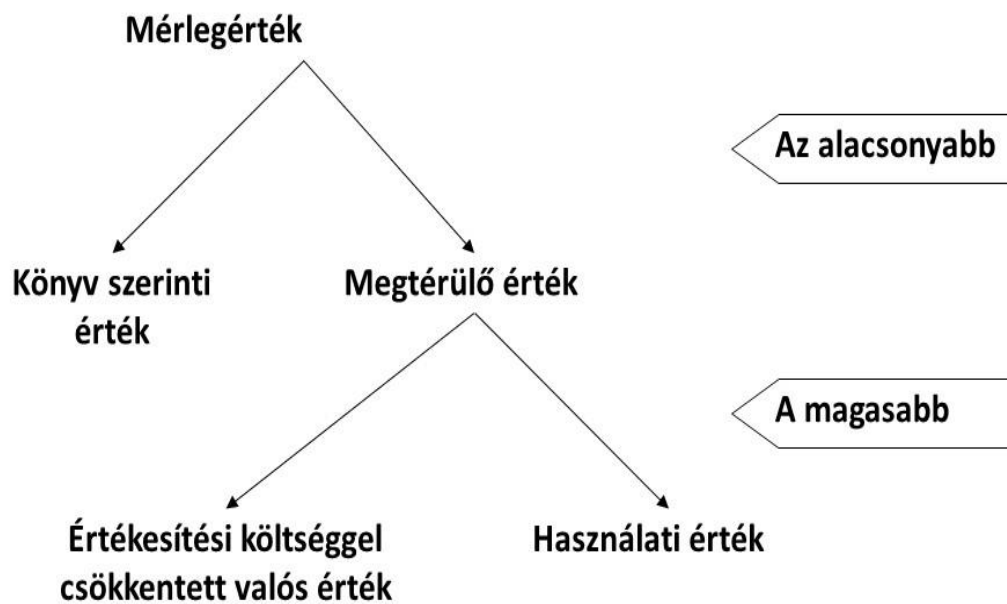 Mérlegérték
Az alacsonyabb
Könyv szerinti
érték
Megtérülő érték
A magasabb
Értékesítési költséggel
csökkentett valós érték
Használati érték